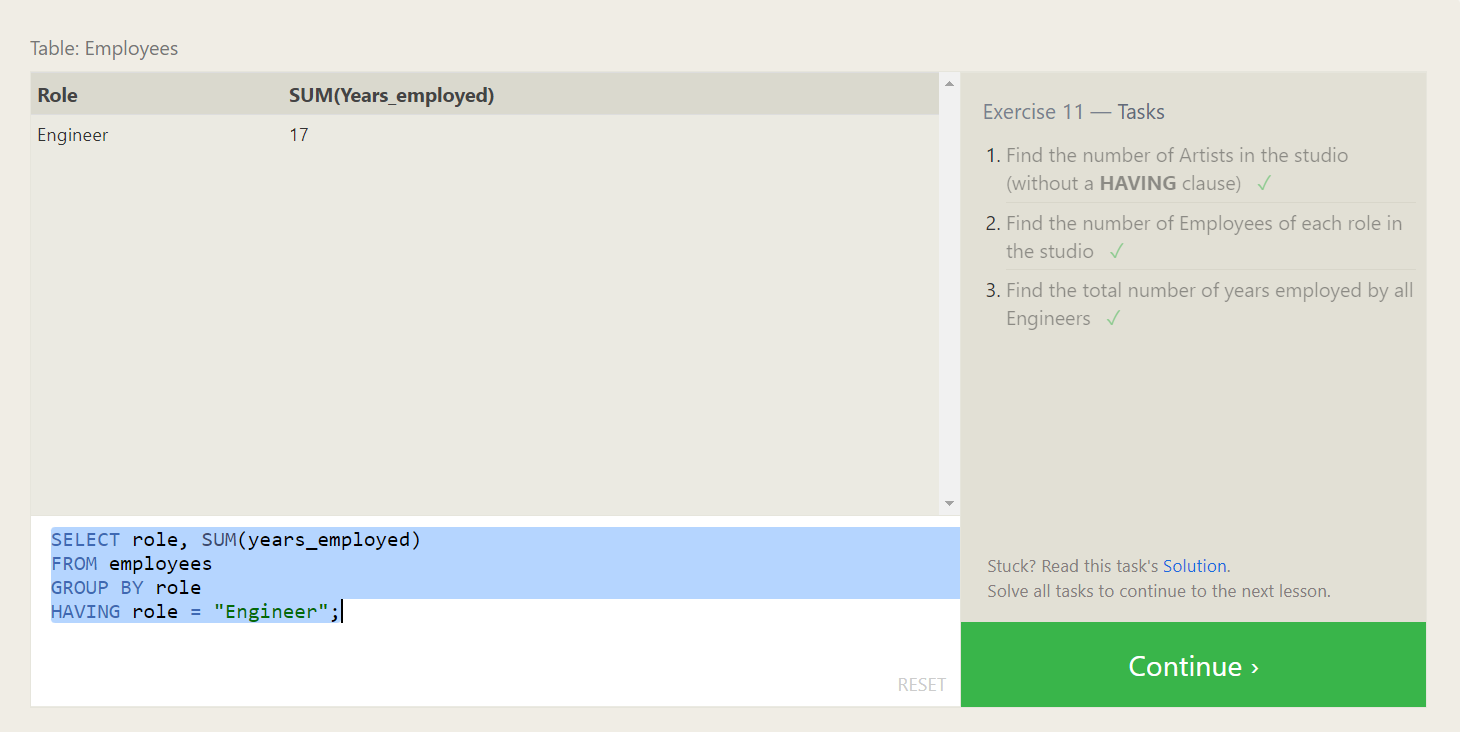 Table: Employees
Role SUM(Years_employed)
Engineer 17
SELECT role, SUM(years_employed)
FROM employees
GROUP BY role
HAVING role = "Engineer";
RESET
Exercise 11 — Tasks
1. Find the number of Artists in the studio
(without a HAVING clause) ✓
2. Find the number of Employees of each role in
the studio ✓
3. Find the total number of years employed by all
Engineers ✓
Stuck? Read this task's Solution.
Solve all tasks to continue to the next lesson.
Continue ›